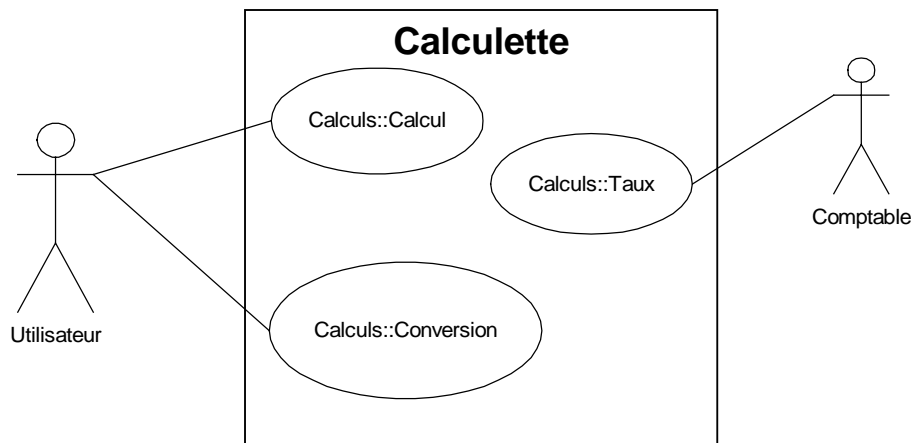 Calculette
Calculs::Calcul
Calculs::Taux
Comptable
Calculs::Conversion
Utilisateur